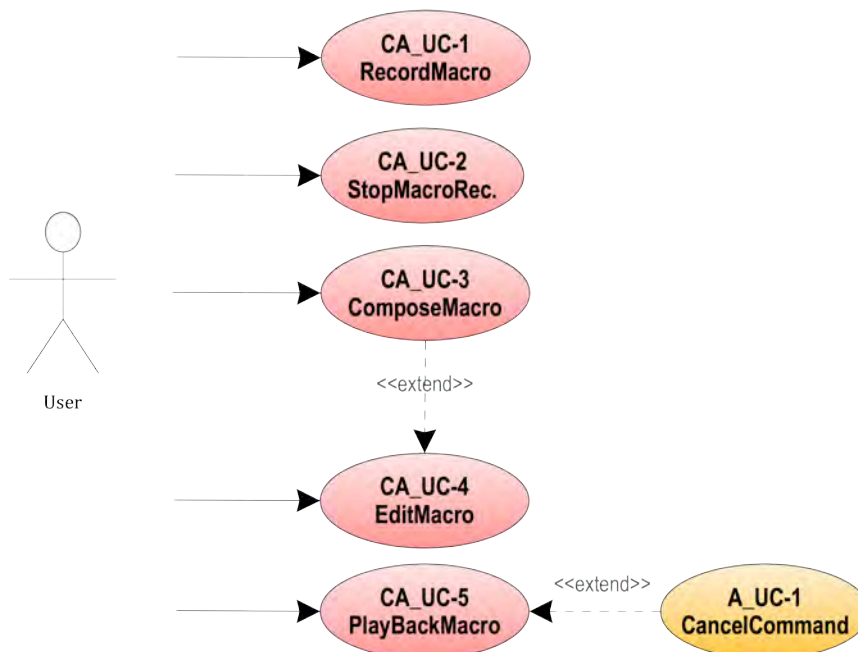 CA_UC-1
RecordMacro
CA_UC-2
StopMacroRec.
CA_UC-3
ComposeMacro
<<extend>>
User
CA_UC-4
EditMacro
CA_UC-5
PlayBackMacro
<<extend>>
A_UC-1
CancelCommand